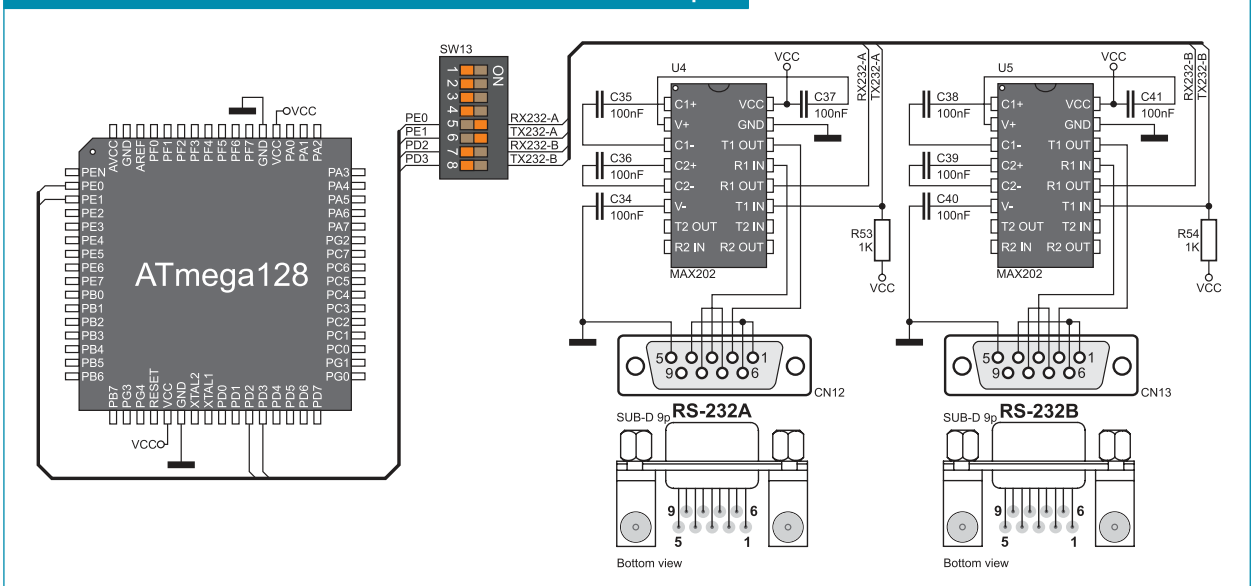 SW13
ON
1
2
3
4
5
6
7
8
PE0
PE1
PD2
PD3
RX232-A
TX232-A
RX232-B
TX232-B
VCC
AVCC
GND
AREF
PF0
PF1
PF2
PF3
PF4
PF5
PF6
PF7
GND
VCC
PA0
PA1
PA2
PEN
PE0
PE1
PE2
PE3
PE4
PE5
PE6
PE7
PB0
PB1
PB2
PB3
PB4
PB5
PB6
ATmega128
PA3
PA4
PA5
PA6
PA7
PG2
PC7
PC6
PC5
PC4
PC3
PC2
PC1
PC0
PG1
PG0
PB7
PG3
PG4
RESET
VCC
GND
XTAL2
XTAL1
PD0
PD1
PD2
PD3
PD4
PD5
PD6
PD7
VCC
U4
VCC
RX232-A
TX232-A
C35
100nF
C36
100nF
C34
100nF
C37
100nF
C1+
V+
C1-
C2+
C2-
V-
T2 OUT
R2 IN
VCC
GND
T1 OUT
R1 IN
R1 OUT
T1 IN
T2 IN
R2 OUT
MAX202
R53
1K
VCC
5
1
9
6
CN12
SUB-D 9p
RS-232A
9
6
5
1
Bottom view
U5
VCC
RX232-B
TX232-B
C38
100nF
C39
100nF
C40
100nF
C41
100nF
C1+
V+
C1-
C2+
C2-
V-
T2 OUT
R2 IN
VCC
GND
T1 OUT
R1 IN
R1 OUT
T1 IN
T2 IN
R2 OUT
MAX202
R54
1K
VCC
5
1
9
6
CN13
SUB-D 9p
RS-232B
9
6
5
1
Bottom view